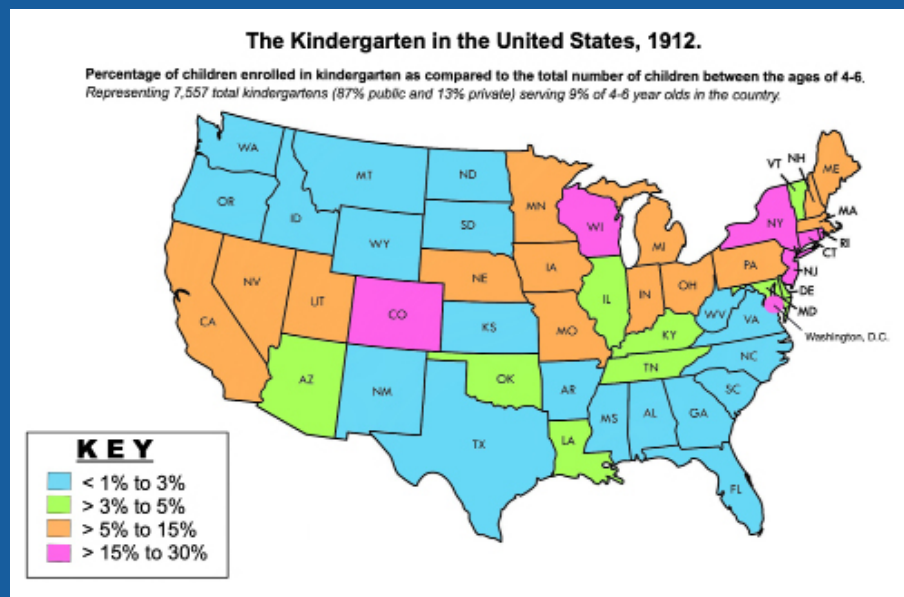 The Kindergarten in the United States, 1912.
Percentage of children enrolled in kindergarten as compared to the total number of children between the ages of 4-6.
Representing 7,557 total kindergartens (87% public and 13% private) serving 9% of 4-6 year olds in the country.
WA
MT
ND
MN
VT
NH
ME
OR
ID
WY
SD
WI
MI
NY
MA
RI
CT
NV
UT
CO
NE
IA
IL
IN
OH
PA
NJ
DE
MD
CA
KS
MO
KY
WV
VA
Washington, D.C.
AZ
NM
OK
AR
TN
NC
SC
TX
LA
MS
AL
GA
FL
KEY
< 1% to 3%
> 3% to 5%
> 5% to 15%
> 15% to 30%